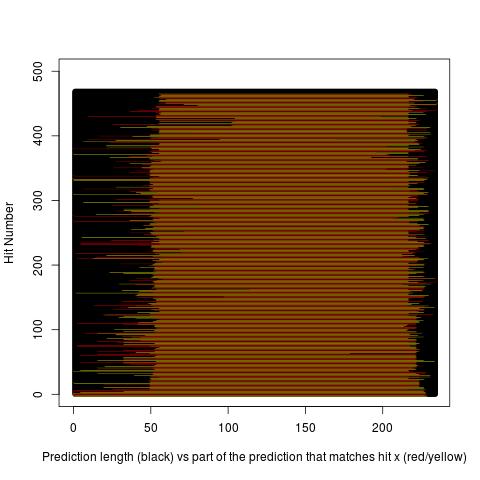 500
400
300
200
100
0
Hit Number
0 50 100 150 200
Prediction length (black) vs part of the prediction that matches hit x (red/yellow)